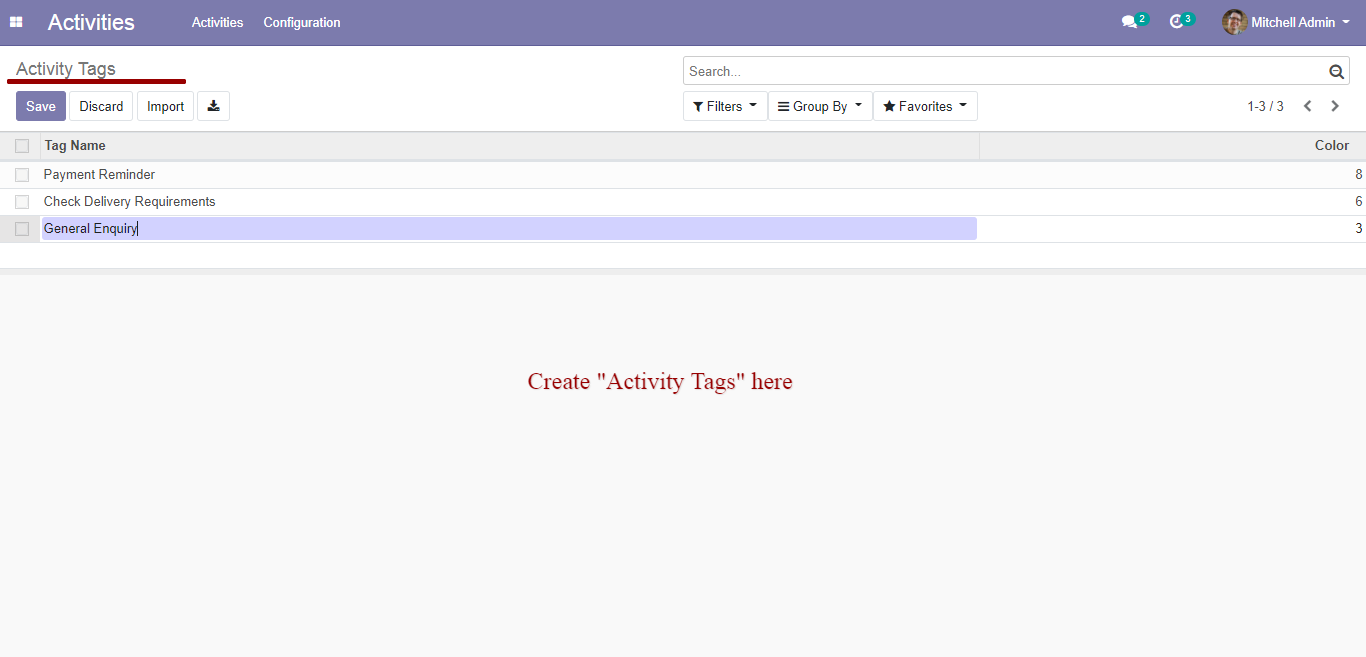 Activities Activities Configuration 2 3 Mitchell Admin
Activity Tags
Search...
Save Discard Import Filters Group By Favorites 1-3 / 3
Tag Name Color
Payment Reminder 8
Check Delivery Requirements 6
General Enquiry 3
Create "Activity Tags" here